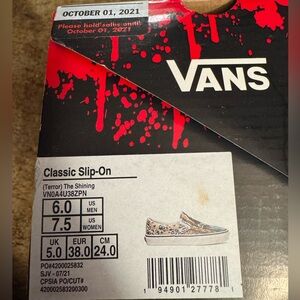 OCTOBER 01, 2021
Please hold sales until:
October 01, 2021
VANS
Classic Slip-On
(Terror) The Shining
VN0A4U38ZPN
6.0 US MEN
7.5 US WOMEN
UK EUR CM
5.0 38.0 24.0
PO#4200025832
SJV - 07/21
CPSIA PO/CUT#
420002583200300
1 94901 27778 1